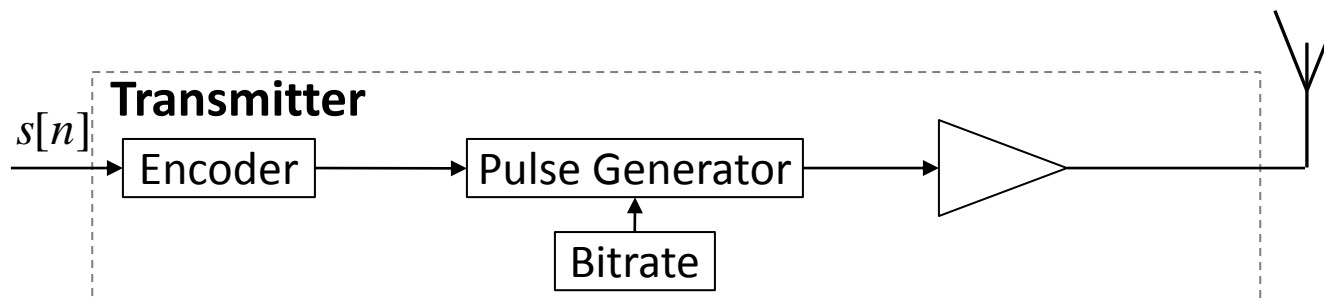 Transmitter
s[n]
Encoder
Pulse Generator
Bitrate